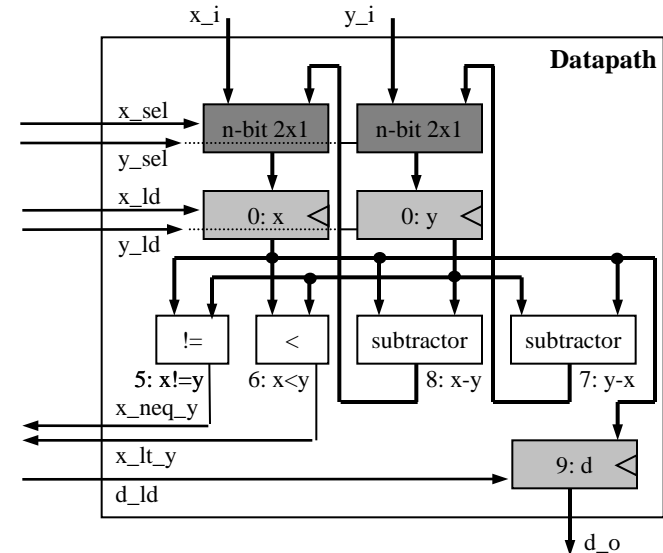 x_i
y_i
Datapath
x_sel
n-bit 2x1
n-bit 2x1
y_sel
x_ld
0: x
0: y
y_ld
!=
<
subtractor
subtractor
5: x!=y
6: x<y
8: x-y
7: y-x
x_neq_y
x_lt_y
9: d
d_ld
d_o